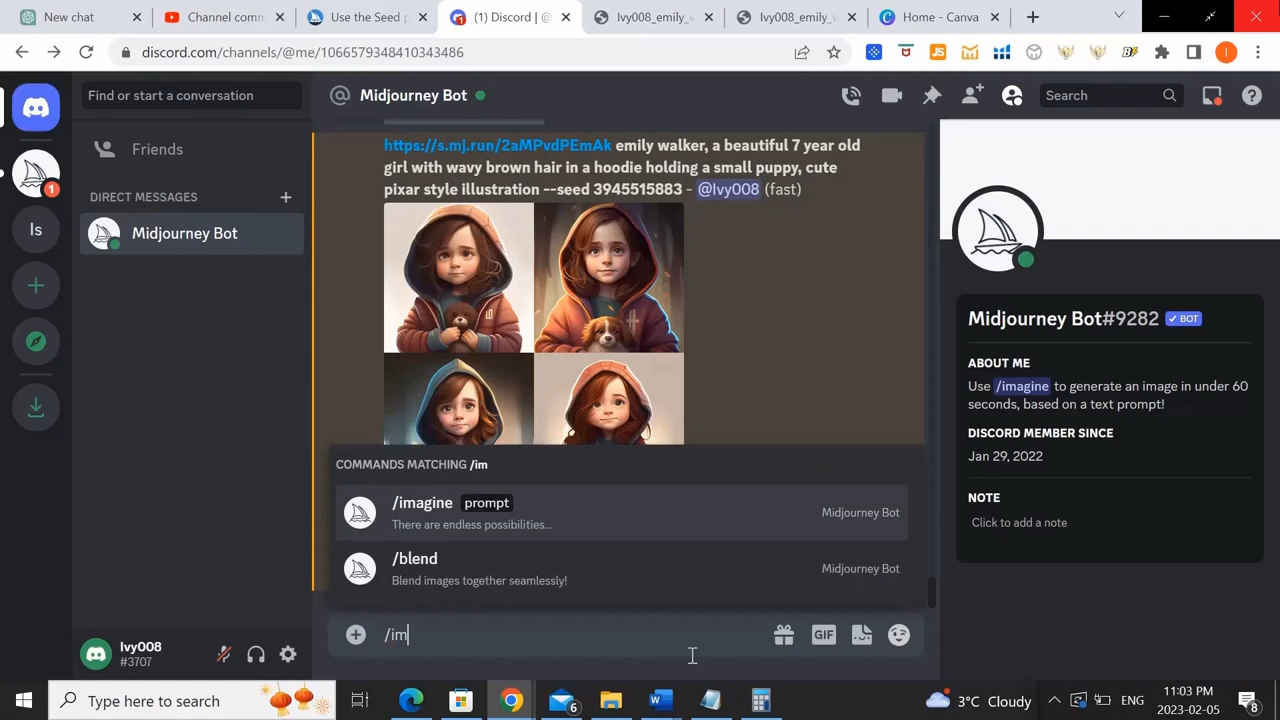 New chat
Channel comm
Use the Seed p
(1) Discord | @
Ivy008_emily_w
Ivy008_emily_w
Home - Canva
discord.com/channels/@me/1066579348410343486
Find or start a conversation
Midjourney Bot
Search
Friends
DIRECT MESSAGES
Midjourney Bot
1
Is
https://s.mj.run/2aMPvdPEmAk emily walker, a beautiful 7 year old
girl with wavy brown hair in a hoodie holding a small puppy, cute
pixar style illustration --seed 3945515883 - @Ivy008 (fast)
COMMANDS MATCHING /im
/imagine prompt
There are endless possibilities...
Midjourney Bot
/blend
Blend images together seamlessly!
Midjourney Bot
/im
GIF
Midjourney Bot#9282 ✓ BOT
ABOUT ME
Use /imagine to generate an image in under 60
seconds, based on a text prompt!
DISCORD MEMBER SINCE
Jan 29, 2022
NOTE
Click to add a note
Ivy008
#3707
Type here to search
6
3°C Cloudy
ENG
11:03 PM
2023-02-05
8